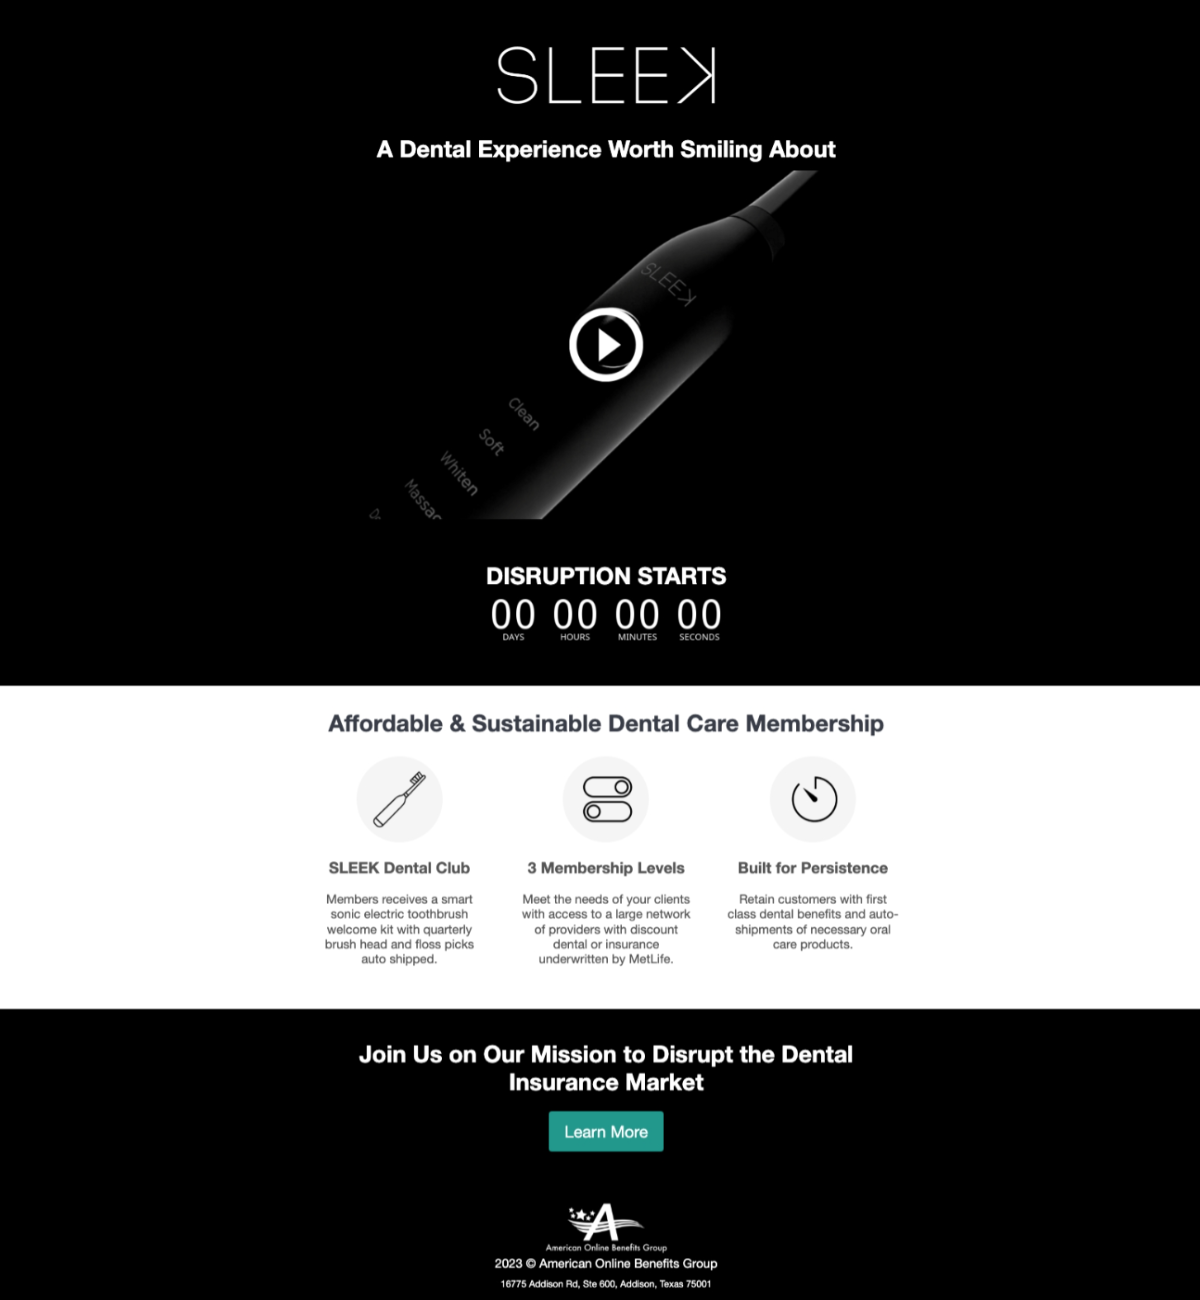 SLEEK
A Dental Experience Worth Smiling About
SLEEK
Clean
Soft
Whiten
DISRUPTION STARTS
00 00 00 00
DAYS HOURS MINUTES SECONDS
Affordable & Sustainable Dental Care Membership
SLEEK Dental Club
Members receives a smart
sonic electric toothbrush
welcome kit with quarterly
brush head and floss picks
auto shipped.
3 Membership Levels
Meet the needs of your clients
with access to a large network
of providers with discount
dental or insurance
underwritten by MetLife.
Built for Persistence
Retain customers with first
class dental benefits and auto-
shipments of necessary oral
care products.
Join Us on Our Mission to Disrupt the Dental
Insurance Market
Learn More
A
American Online Benefits Group
2023 © American Online Benefits Group
16775 Addison Rd, Ste 600, Addison, Texas 75001